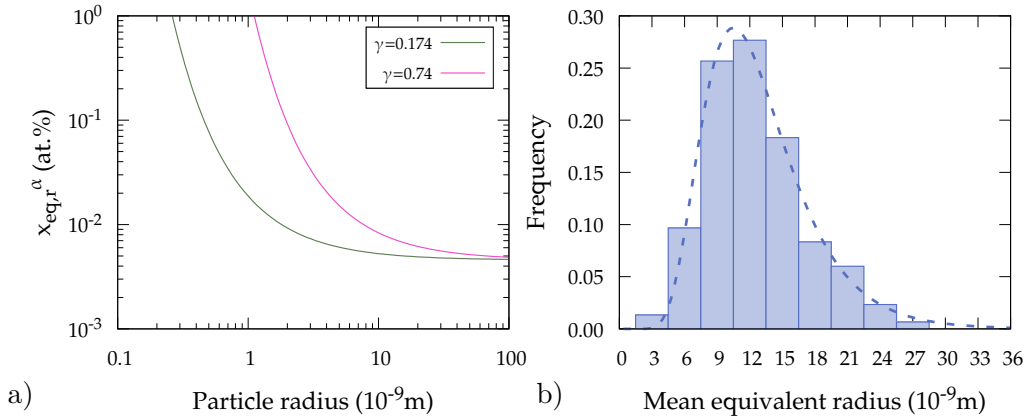 10⁰
10⁻¹
10⁻²
10⁻³
x_eq,r^α (at.%)
γ=0.174
γ=0.74
0.1 1 10 100
Particle radius (10⁻⁹m)
a)
0.30
0.25
0.20
0.15
0.10
0.05
0.00
Frequency
0 3 6 9 12 15 18 21 24 27 30 33 36
Mean equivalent radius (10⁻⁹m)
b)